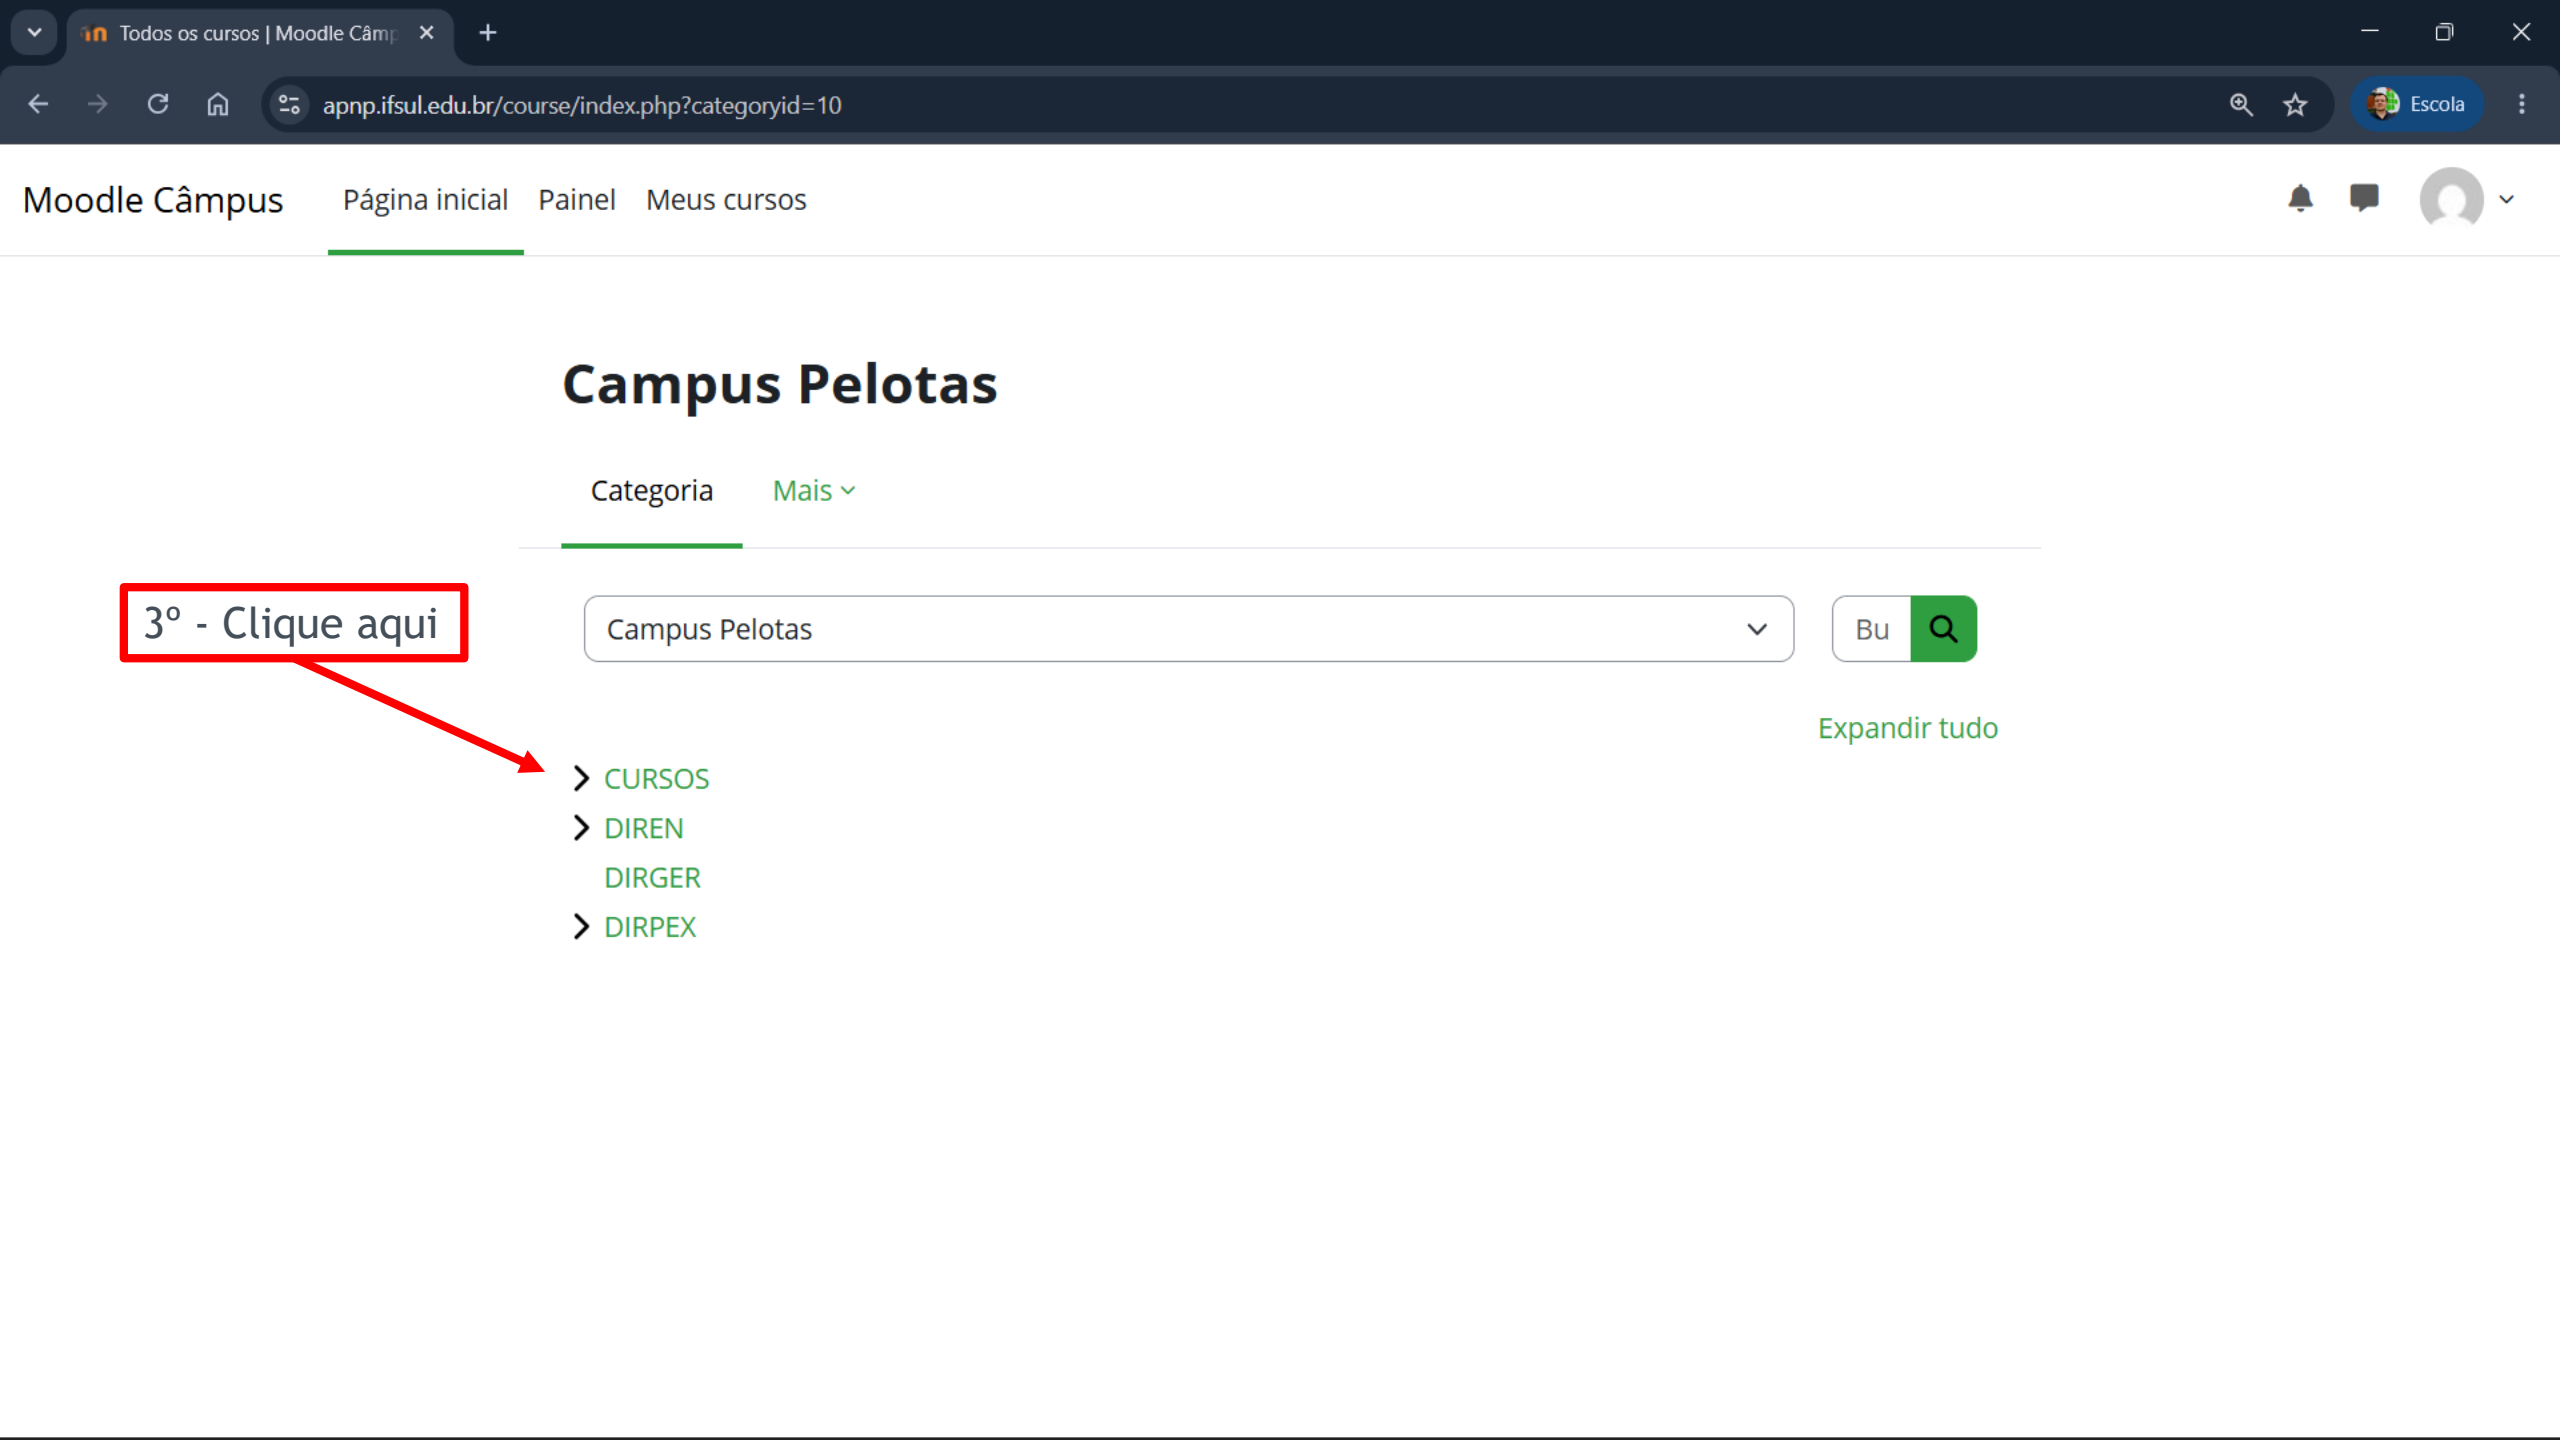 Todos os cursos | Moodle Câmp
apnp.ifsul.edu.br/course/index.php?categoryid=10
Escola
Moodle Câmpus
Página inicial
Painel
Meus cursos
Campus Pelotas
Categoria
Mais
3º - Clique aqui
Campus Pelotas
Bu
Expandir tudo
CURSOS
DIREN
DIRGER
DIRPEX